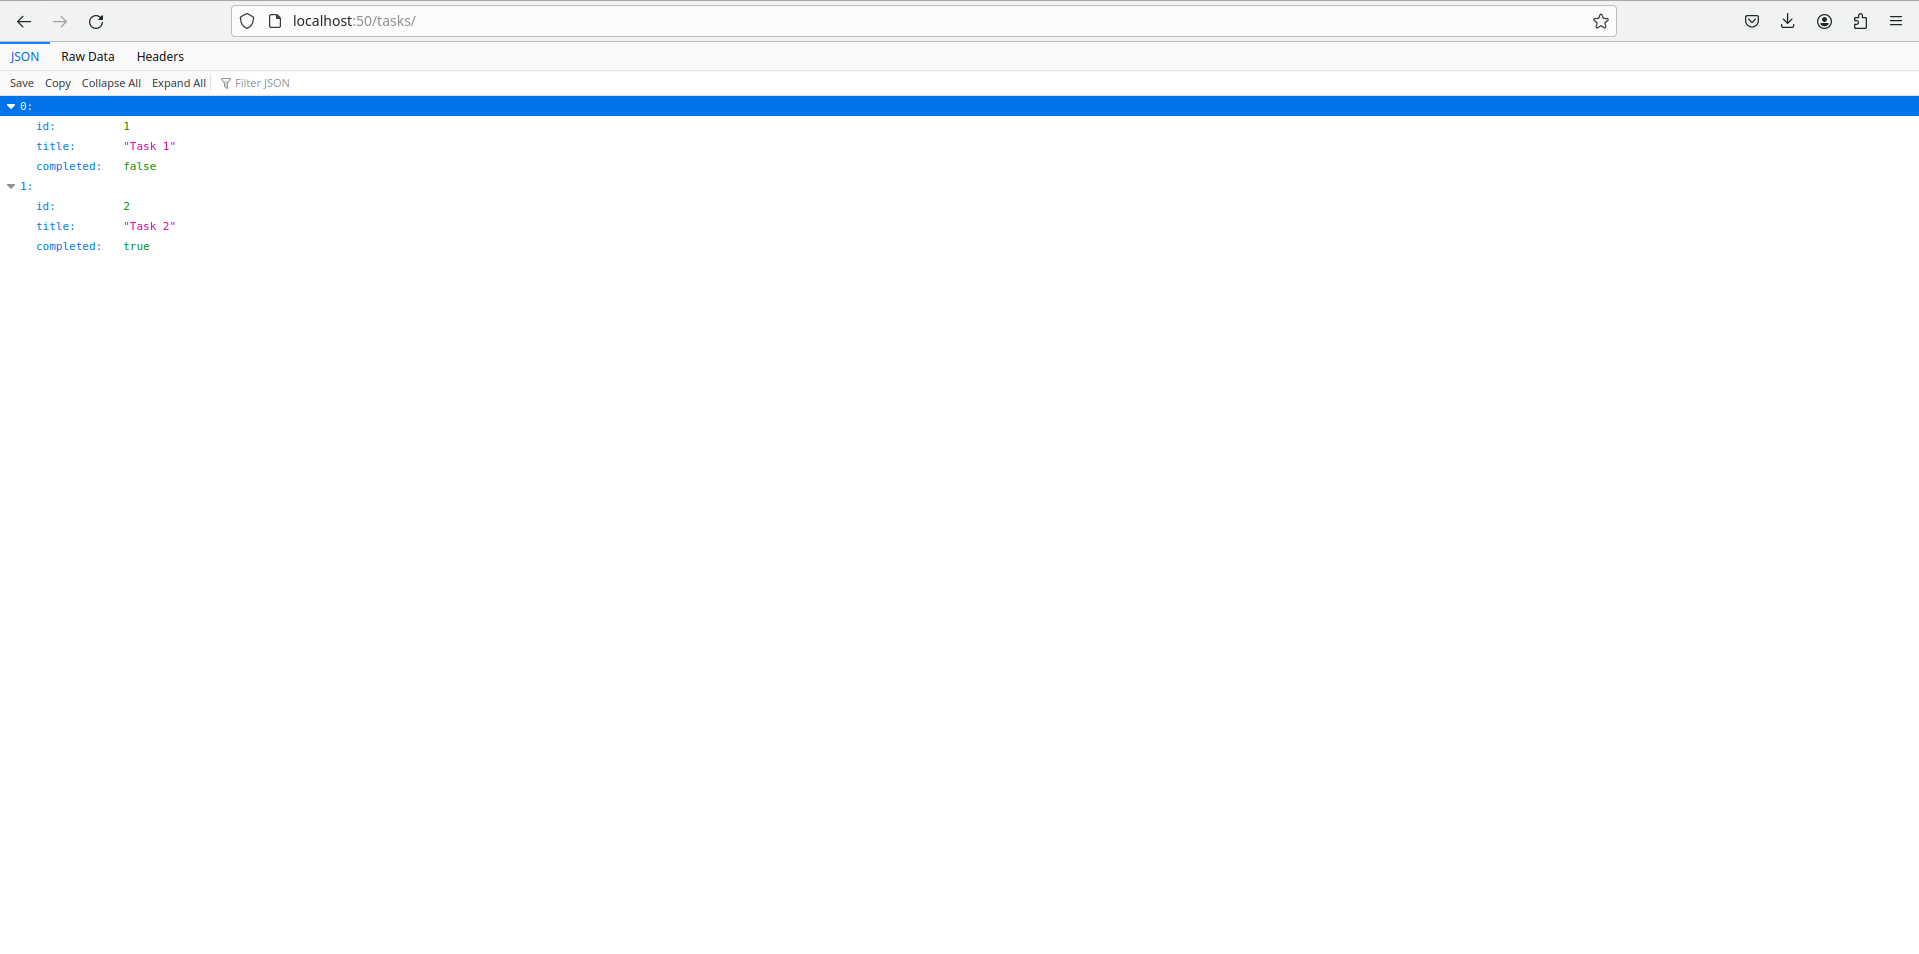 localhost:50/tasks/
JSON Raw Data Headers
Save Copy Collapse All Expand All Filter JSON
0:
id: 1
title: "Task 1"
completed: false
1:
id: 2
title: "Task 2"
completed: true